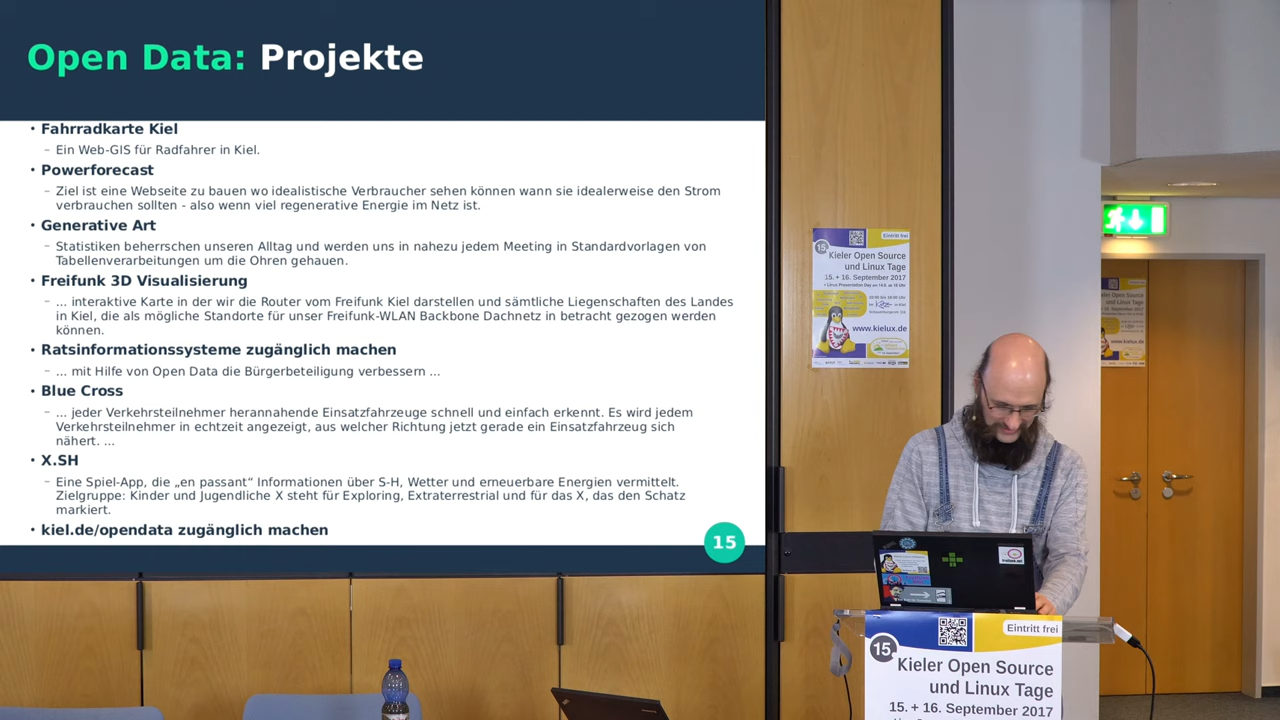 Open Data: Projekte
• Fahrradkarte Kiel
– Ein Web-GIS für Radfahrer in Kiel.
• Powerforecast
– Ziel ist eine Webseite zu bauen wo idealistische Verbraucher sehen können wann sie idealerweise den Strom
verbrauchen sollten - also wenn viel regenerative Energie im Netz ist.
• Generative Art
– Statistiken beherrschn unseren Alltag und werden uns in nahezu jedem Meeting in Standardvorlagen von
Tabellenverarbeitungen um die Ohren gehauen.
• Freifunk 3D Visualisierung
– ... interaktive Karte in der wir die Router vom Freifunk Kiel darstellen und sämtliche Liegenschaften des Landes
in Kiel, die als mögliche Standorte für unser Freifunk-WLAN Backbone Dachnetz in betracht gezogen werden
können.
• Ratsinformationssysteme zugänglich machen
– ... mit Hilfe von Open Data die Bürgerbeteiligung verbessern ...
• Blue Cross
– ... jeder Verkehrsteilnehmer herannahende Einsatzfahrzeuge schnell und einfach erkennt. Es wird jedem
Verkehrsteilnehmer in echtzeit angezeigt, aus welcher Richtung jetzt gerade ein Einsatzfahrzeug sich
nähert. ...
• X.SH
– Eine Spiel-App, die „en passant“ Informationen über S-H, Wetter und erneuerbare Energien vermittelt.
Zielgruppe: Kinder und Jugendliche X steht für Exploring, Extraterrestrial und für das X, das den Schatz
markiert.
• kiel.de/opendata zugänglich machen
15
Eintritt frei
15.
Kieler Open Source
und Linux Tage
15. + 16. September 2017
www.kielux.de
Eintritt frei
15.
Kieler Open Source
und Linux Tage
15. + 16. September 2017